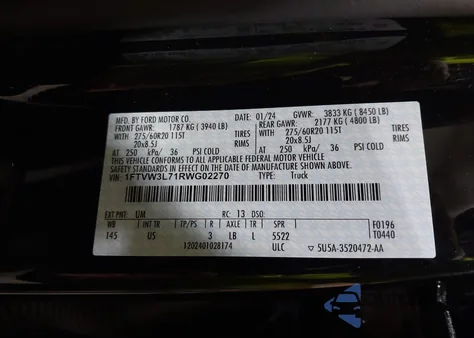 MFD. BY FORD MOTOR CO. 01/24 GVWR: 3833 KG ( 8450 LB)
FRONT GAWR: 1787 KG ( 3940 LB) REAR GAWR: 2177 KG ( 4800 LB)
275/60R20 115T TIRES 275/60R20 115T TIRES
20x8.5J RIMS 20x8.5J RIMS
AT 250 kPa/ 36 PSI COLD AT 250 kPa/ 36 PSI COLD
THIS VEHICLE CONFORMS TO ALL APPLICABLE FEDERAL MOTOR VEHICLE
SAFETY STANDARDS IN EFFECT ON THE DATE OF MANUFACTURE SHOWN ABOVE.
VIN: 1FTVW3L71RWG02270 TYPE: Truck
EXT PNT: UM RC: 13 DSO:
WB TP/PS R AXLE TR SPR F0196
145 US 3 LB L 5522 T0440
1202401028174 ULC ▽ 5U5A-3520472-AA